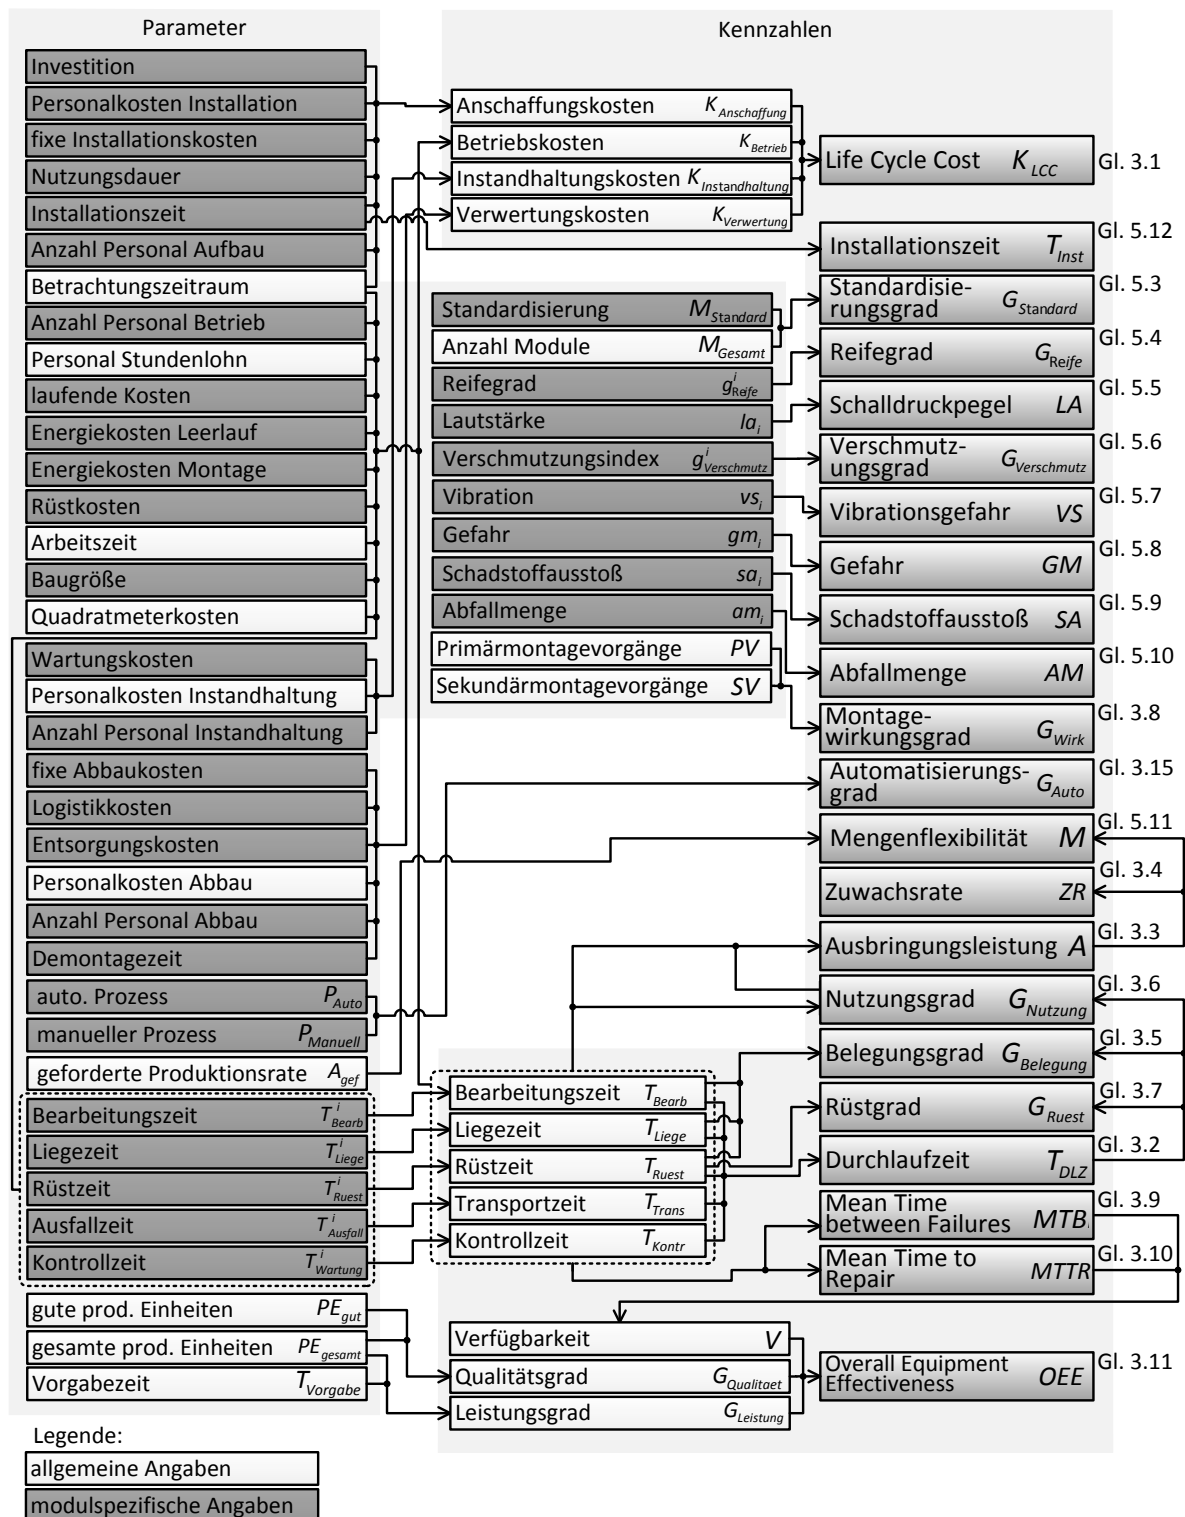 Parameter
Investition
Personalkosten Installation
fixe Installationskosten
Nutzungsdauer
Installationszeit
Anzahl Personal Aufbau
Betrachtungszeitraum
Anzahl Personal Betrieb
Personal Stundenlohn
laufende Kosten
Energiekosten Leerlauf
Energiekosten Montage
Rüstkosten
Arbeitszeit
Baugröße
Quadratmeterkosten
Wartungskosten
Personalkosten Instandhaltung
Anzahl Personal Instandhaltung
fixe Abbaukosten
Logistikkosten
Entsorgungskosten
Personalkosten Abbau
Anzahl Personal Abbau
Demontagezeit
auto. Prozess P_Auto
manueller Prozess P_Manuell
geforderte Produktionsrate A_gef
Bearbeitungszeit T^i_Bearb
Liegezeit T^i_Liege
Rüstzeit T^i_Ruest
Ausfallzeit T^i_Ausfall
Kontrollzeit T^i_Wartung
gute prod. Einheiten PE_gut
gesamte prod. Einheiten PE_gesamt
Vorgabezeit T_Vorgabe
Legende:
allgemeine Angaben
modulspezifische Angaben
Kennzahlen
Anschaffungskosten K_Anschaffung
Betriebskosten K_Betrieb
Instandhaltungskosten K_Instandhaltung
Verwertungskosten K_Verwertung
Standardisierung M_Standard
Anzahl Module M_Gesamt
Reifegrad g^i_Reife
Lautstärke la_i
Verschmutzungsindex g^i_Verschmutz
Vibration vs_i
Gefahr gm_i
Schadstoffausstoß sa_i
Abfallmenge am_i
Primärmontagevorgänge PV
Sekundärmontagevorgänge SV
Bearbeitungszeit T_Bearb
Liegezeit T_Liege
Rüstzeit T_Ruest
Transportzeit T_Trans
Kontrollzeit T_Kontr
Verfügbarkeit V
Qualitätsgrad G_Qualitaet
Leistungsgrad G_Leistung
Life Cycle Cost K_LCC Gl. 3.1
Installationszeit T_Inst Gl. 5.12
Standardisie-
rungsgrad G_Standard Gl. 5.3
Reifegrad G_Reife Gl. 5.4
Schalldruckpegel LA Gl. 5.5
Verschmutz-
ungsgrad G_Verschmutz Gl. 5.6
Vibrationsgefahr VS Gl. 5.7
Gefahr GM Gl. 5.8
Schadstoffausstoß SA Gl. 5.9
Abfallmenge AM Gl. 5.10
Montage-
wirkungsgrad G_Wirk Gl. 3.8
Automatisierungs-
grad G_Auto Gl. 3.15
Mengenflexibilität M Gl. 5.11
Zuwachsrate ZR Gl. 3.4
Ausbringungsleistung A Gl. 3.3
Nutzungsgrad G_Nutzung Gl. 3.6
Belegungsgrad G_Belegung Gl. 3.5
Rüstgrad G_Ruest Gl. 3.7
Durchlaufzeit T_DLZ Gl. 3.2
Mean Time
between Failures MTB Gl. 3.9
Mean Time to
Repair MTTR Gl. 3.10
Overall Equipment
Effectiveness OEE Gl. 3.11